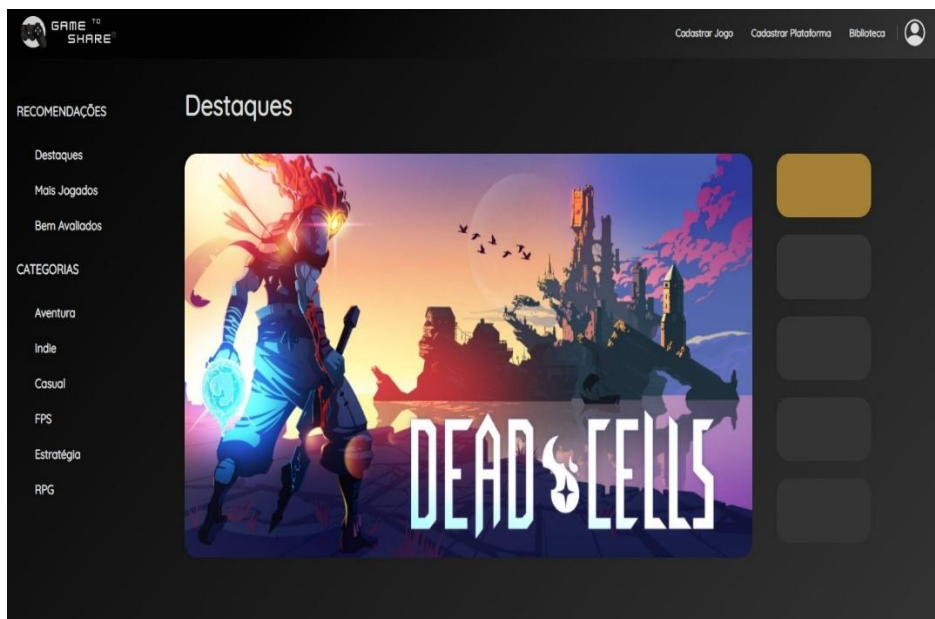 GAME TO
SHARE
Cadastrar Jogo
Cadastrar Plataforma
Biblioteca
RECOMENDAÇÕES
Destaques
Mais Jogados
Bem Avaliados
CATEGORIAS
Aventura
Indie
Casual
FPS
Estratégia
RPG
Destaques
DEAD CELLS